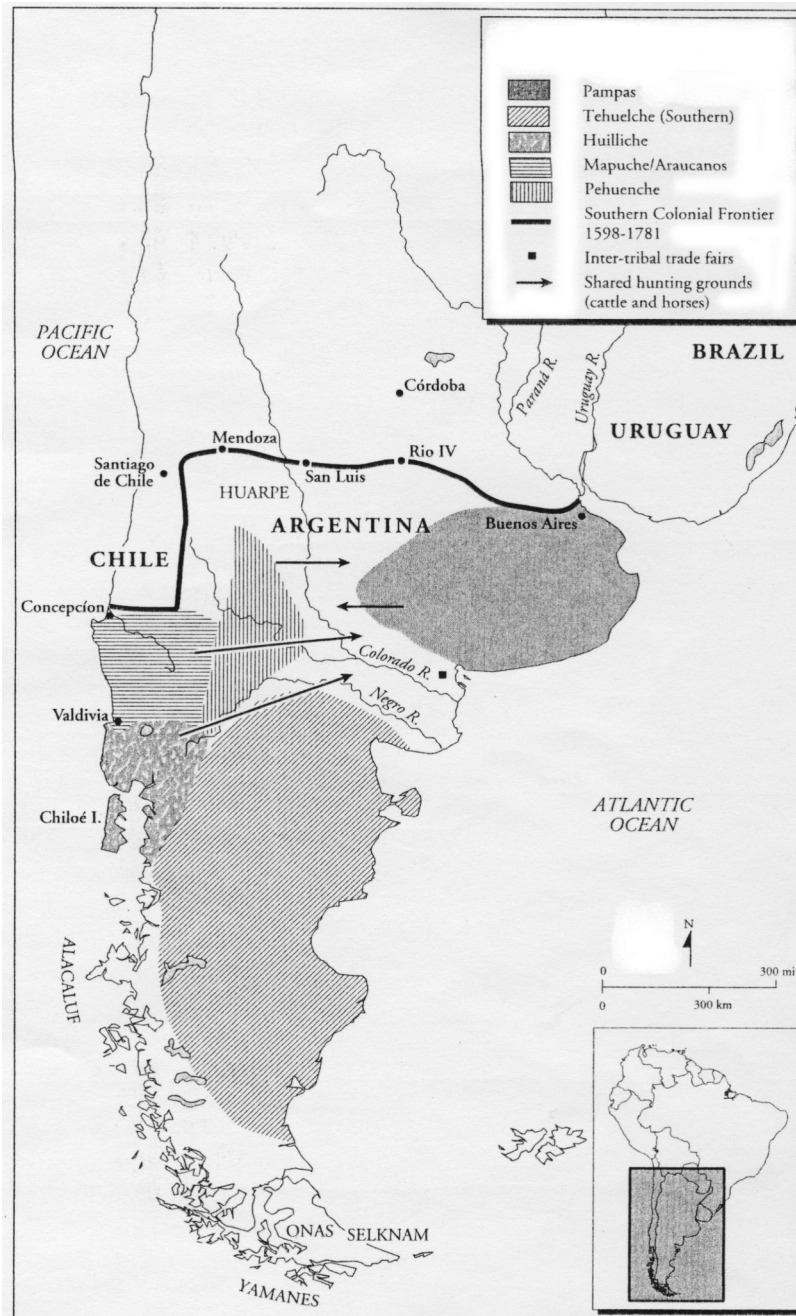 Pampas
Tehuelche (Southern)
Huilliche
Mapuche/Araucanos
Pehuenche
Southern Colonial Frontier
1598-1781
Inter-tribal trade fairs
Shared hunting grounds
(cattle and horses)
PACIFIC
OCEAN
BRAZIL
Paraná R.
Uruguay R.
Córdoba
URUGUAY
Mendoza
Rio IV
Santiago
de Chile
San Luis
HUARPE
ARGENTINA
Buenos Aires
CHILE
Concepcíon
Colorado R.
Negro R.
Valdivia
Chiloé I.
ATLANTIC
OCEAN
ALACALUF
N
0 300 mi
0 300 km
ONAS SELKNAM
YAMANES